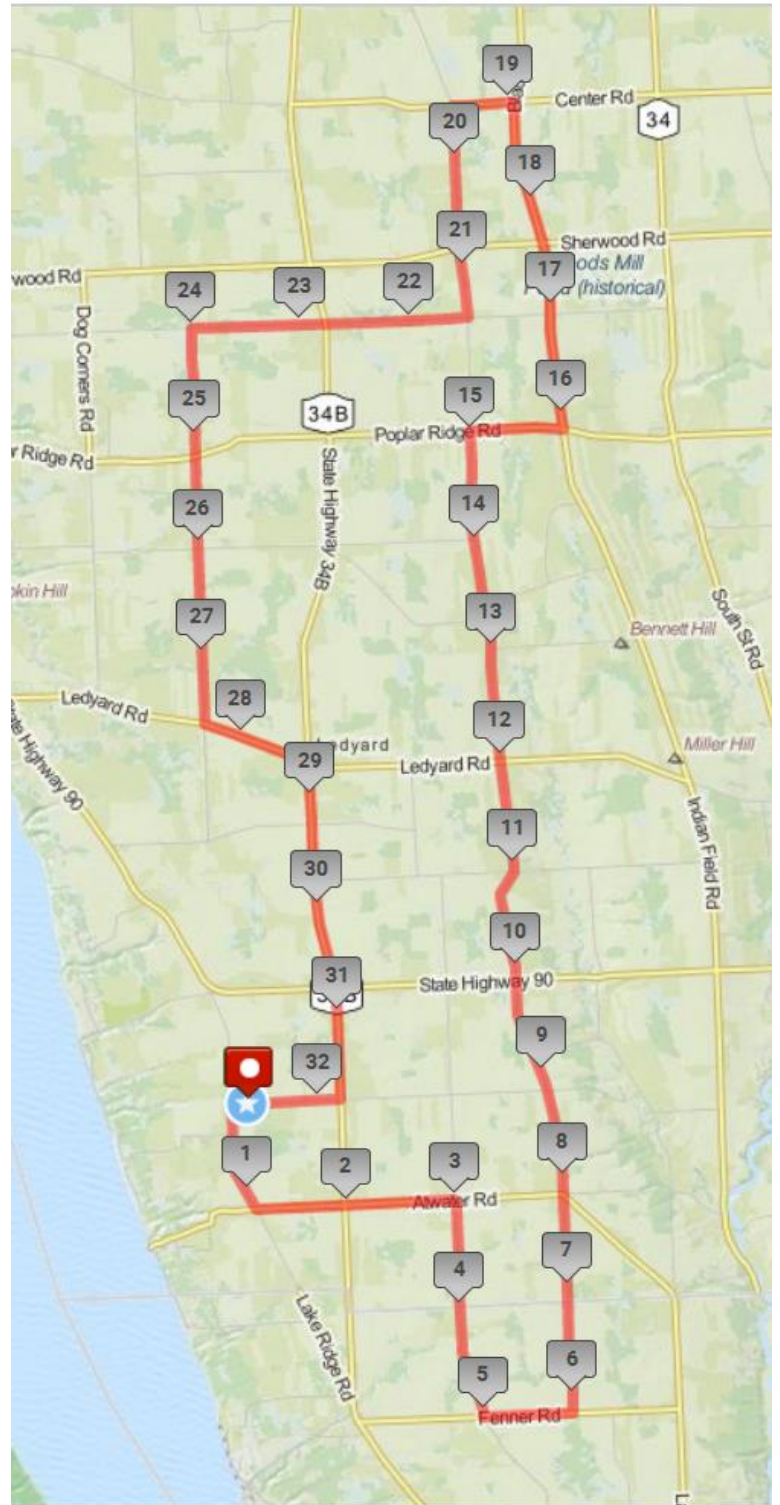 19
Center Rd
34
20
18
21
Sherwood Rd
17
ods Mill
(historical)
wood Rd
24
23
22
Dog Corners Rd
25
34B
15
16
Poplar Ridge Rd
r Ridge Rd
State Highway 34B
26
14
South St Rd
kin Hill
27
13
Bennett Hill
28
Ledyard Rd
12
Miller Hill
29
edyard
Ledyard Rd
State Highway 90
11
Indian Field Rd
30
10
31
State Highway 90
9
32
1
2
3
8
Atwater Rd
4
7
Lake Ridge Rd
5
6
Fenner Rd
L